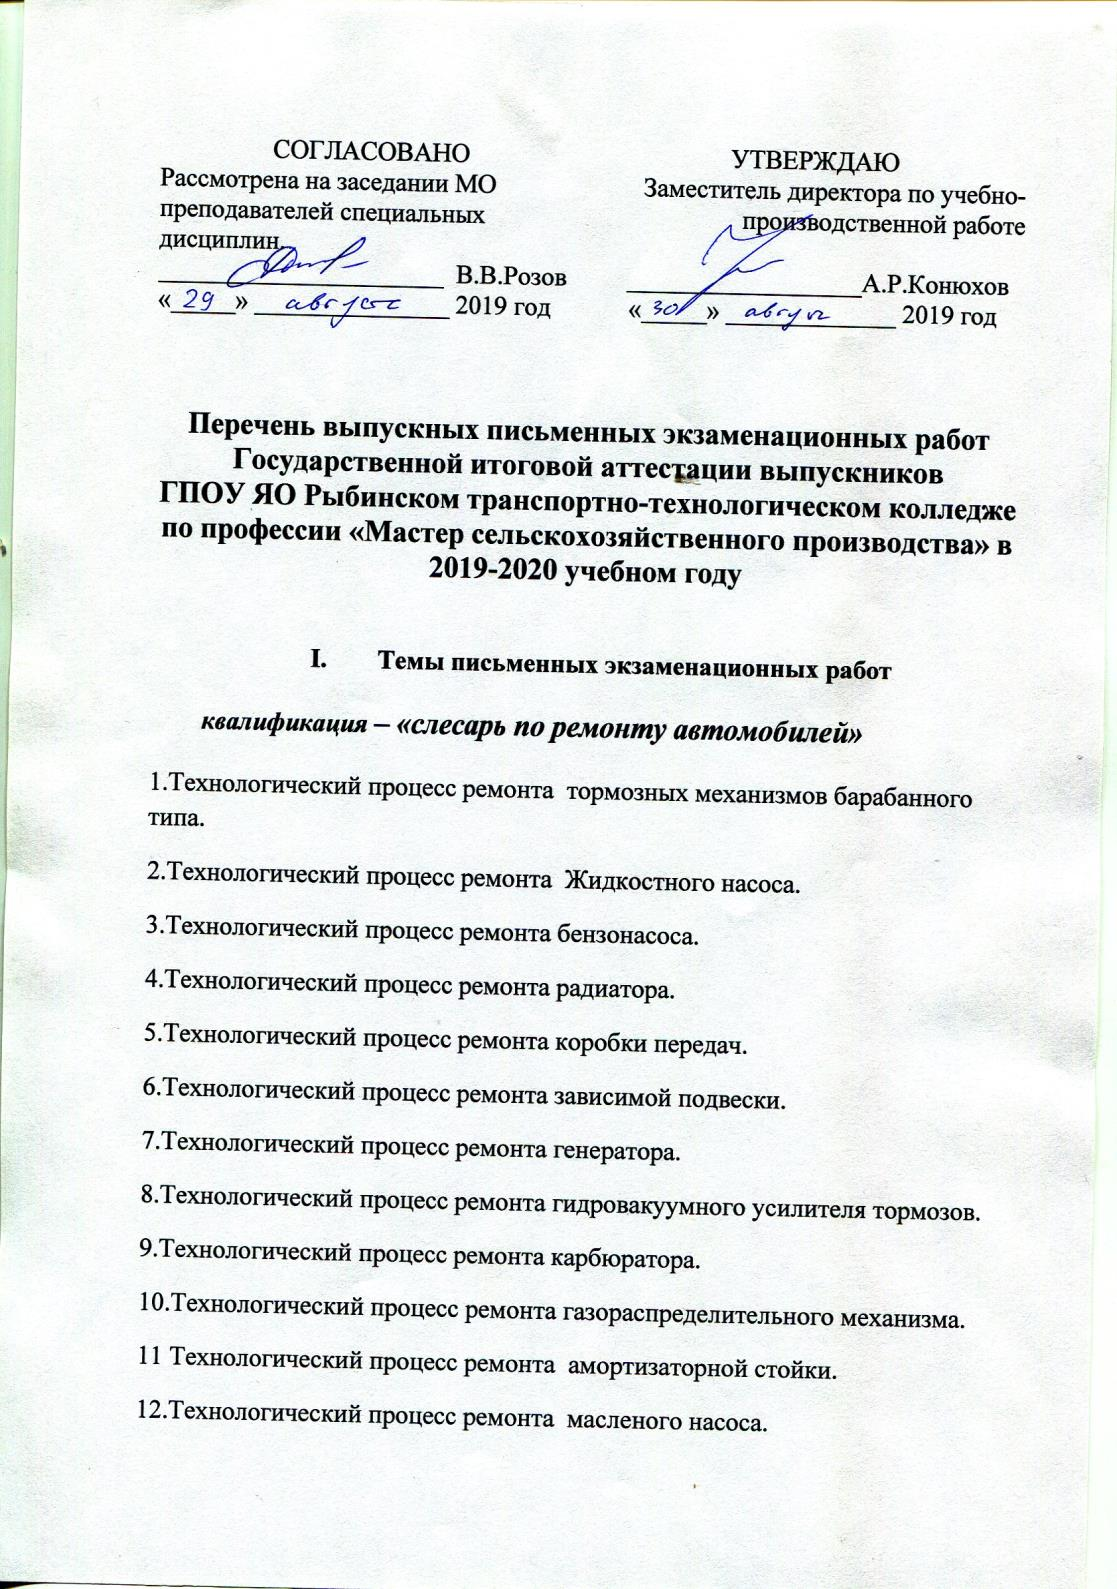 СОГЛАСОВАНО
Рассмотрена на заседании МО
преподавателей специальных
дисциплин.
____________________ В.В.Розов
« 29 » август 2019 год
УТВЕРЖДАЮ
Заместитель директора по учебно-
производственной работе
____________________А.Р.Конюхов
« 30 » август 2019 год
Перечень выпускных письменных экзаменационных работ
Государственной итоговой аттестации выпускников
ГПОУ ЯО Рыбинском транспортно-технологическом колледже
по профессии «Мастер сельскохозяйственного производства» в
2019-2020 учебном году
I. Темы письменных экзаменационных работ
квалификация – «слесарь по ремонту автомобилей»
1.Технологический процесс ремонта тормозных механизмов барабанного
типа.
2.Технологический процесс ремонта Жидкостного насоса.
3.Технологический процесс ремонта бензонасоса.
4.Технологический процесс ремонта радиатора.
5.Технологический процесс ремонта коробки передач.
6.Технологический процесс ремонта зависимой подвески.
7.Технологический процесс ремонта генератора.
8.Технологический процесс ремонта гидровакуумного усилителя тормозов.
9.Технологический процесс ремонта карбюратора.
10.Технологический процесс ремонта газораспределительного механизма.
11 Технологический процесс ремонта амортизаторной стойки.
12.Технологический процесс ремонта масленого насоса.